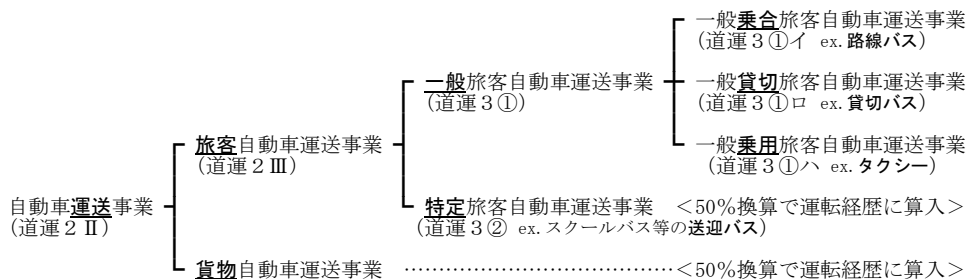 一般乗合旅客自動車運送事業
(道運3①イ ex.路線バス)
一般旅客自動車運送事業
(道運3①)
一般貸切旅客自動車運送事業
(道運3①ロ ex.貸切バス)
旅客自動車運送事業
(道運2Ⅲ)
一般乗用旅客自動車運送事業
(道運3①ハ ex.タクシー)
自動車運送事業
(道運2Ⅱ)
特定旅客自動車運送事業 <50%換算で運転経歴に算入>
(道運3② ex.スクールバス等の送迎バス)
貨物自動車運送事業 …………………………………<50%換算で運転経歴に算入>